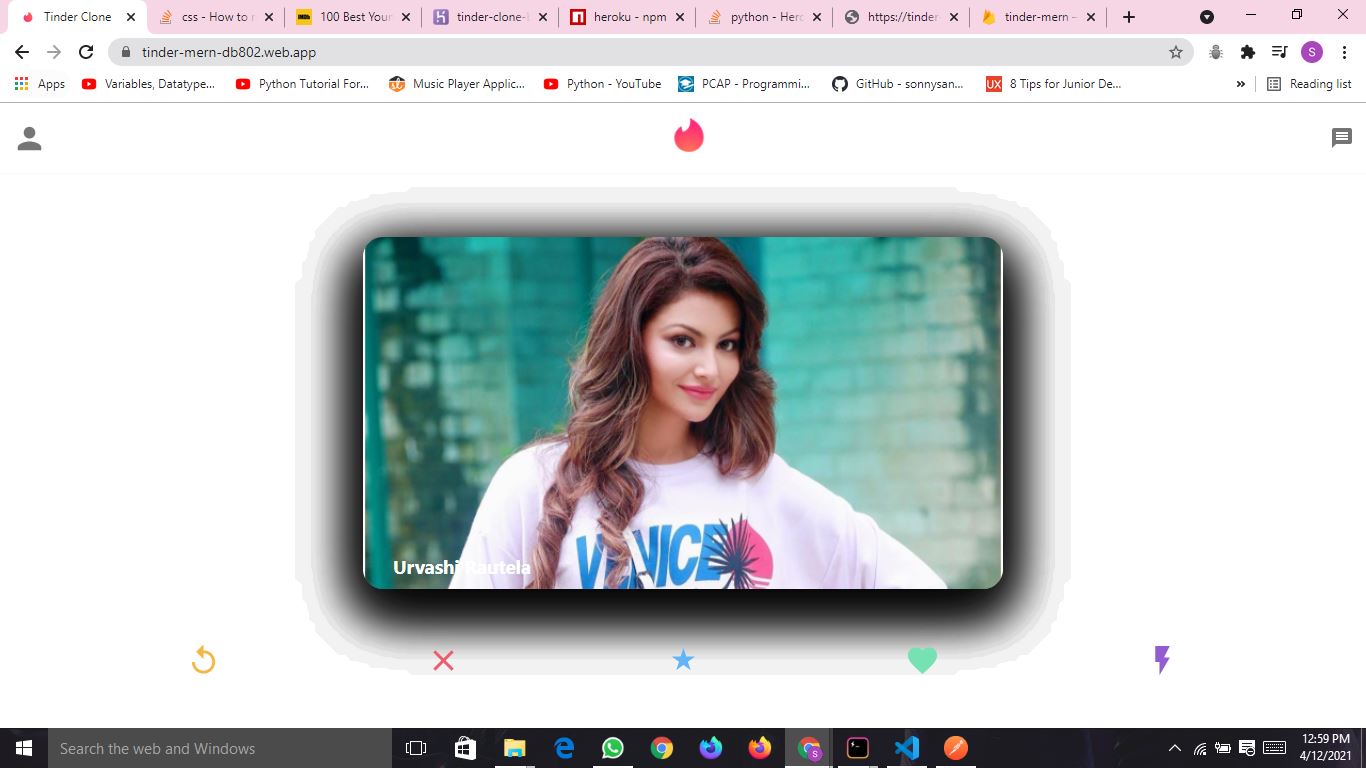 Tinder Clone
css - How to r
100 Best Your
tinder-clone-b
heroku - npm
python - Hero
https://tinder
tinder-mern -
tinder-mern-db802.web.app
S
Apps
Variables, Datatype...
Python Tutorial For...
Music Player Applic...
Python - YouTube
PCAP - Programmi...
GitHub - sonnysan...
UX
8 Tips for Junior De...
»
Reading list
VENICE
Urvashi Rautela
Search the web and Windows
12:59 PM
4/12/2021